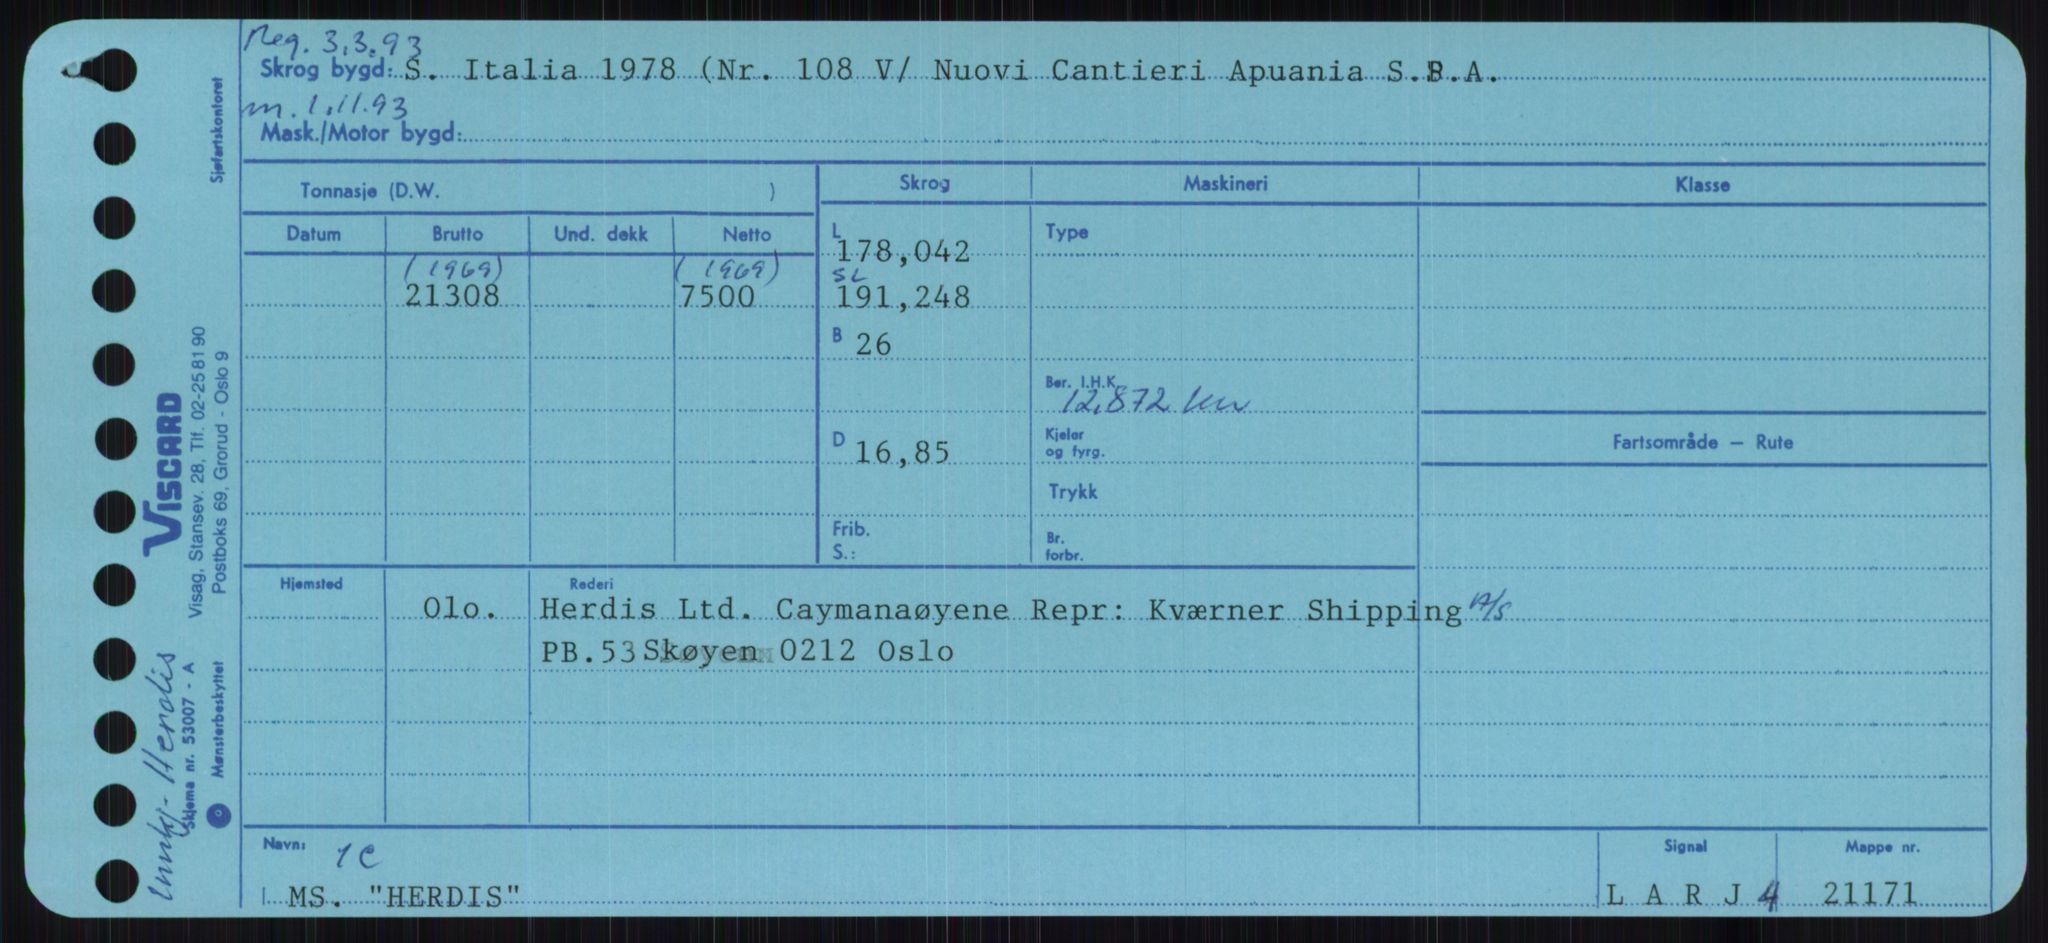 Reg. 3.3.93
Skrog bygd: S. Italia 1978 (Nr. 108 V/ Nuovi Cantieri Apuania S.P.A.
m. 1.11.93
Mask./Motor bygd:
Tonnasje (D.W. )
Skrog Maskineri Klasse
Datum Brutto Und. dekk Netto
L 178,042 Type
(1969) (1969)
21308 7500
SL 191,248
B 26
Ber. I.H.K. 12.872 kw
D 16,85
Kjeler og fyrg.
Fartsområde — Rute
Trykk
Frib. S.:
Br. forbr.
Hjemsted Rederi
Olo. Herdis Ltd. Caymanaøyene Repr: Kværner Shipping A/S
PB.53 Skøyen 0212 Oslo
Navn: 1C
MS. "HERDIS"
Signal
L A R J 4
Mappe nr.
21171
Sjøfartskontoret
VISCARD
Visag, Stansev. 28, Tlf. 02-25 81 90
Postboks 69, Grorud - Oslo 9
Herdis
Skjema nr. 53007 - A
Mønsterbeskyttet